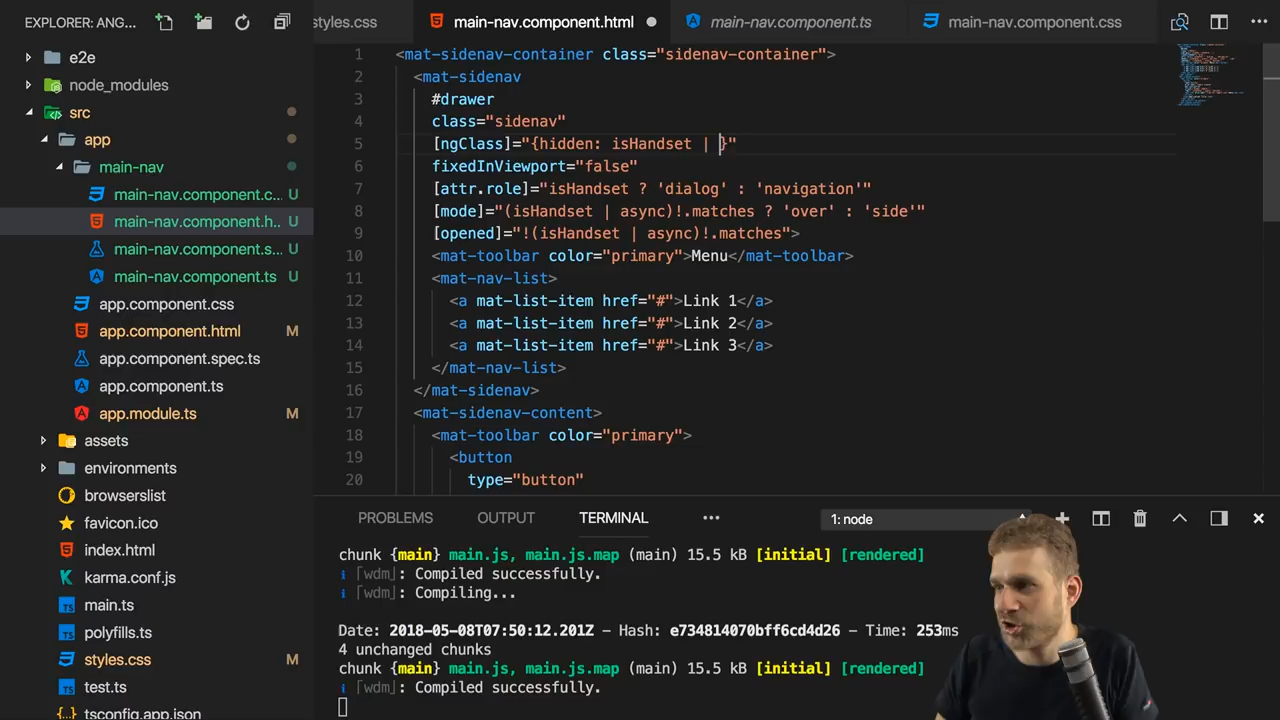 EXPLORER: ANG...
styles.css
main-nav.component.html
main-nav.component.ts
main-nav.component.css
e2e
node_modules
src
app
main-nav
main-nav.component.c... U
main-nav.component.h... U
main-nav.component.s... U
main-nav.component.ts U
app.component.css
app.component.html M
app.component.spec.ts
app.component.ts
app.module.ts M
assets
environments
browserslist
favicon.ico
index.html
karma.conf.js
main.ts
polyfills.ts
styles.css M
test.ts
tsconfig.app.json
1 <mat-sidenav-container class="sidenav-container">
2 <mat-sidenav
3 #drawer
4 class="sidenav"
5 [ngClass]="{hidden: isHandset | }"
6 fixedInViewport="false"
7 [attr.role]="isHandset ? 'dialog' : 'navigation'"
8 [mode]="(isHandset | async)!.matches ? 'over' : 'side'"
9 [opened]="!(isHandset | async)!.matches">
10 <mat-toolbar color="primary">Menu</mat-toolbar>
11 <mat-nav-list>
12 <a mat-list-item href="#">Link 1</a>
13 <a mat-list-item href="#">Link 2</a>
14 <a mat-list-item href="#">Link 3</a>
15 </mat-nav-list>
16 </mat-sidenav>
17 <mat-sidenav-content>
18 <mat-toolbar color="primary">
19 <button
20 type="button"
PROBLEMS OUTPUT TERMINAL ... 1: node
chunk {main} main.js, main.js.map (main) 15.5 kB [initial] [rendered]
i ｢wdm｣: Compiled successfully.
i ｢wdm｣: Compiling...
Date: 2018-05-08T07:50:12.201Z - Hash: e734814070bff6cd4d26 - Time: 253ms
4 unchanged chunks
chunk {main} main.js, main.js.map (main) 15.5 kB [initial] [rendered]
i ｢wdm｣: Compiled successfully.